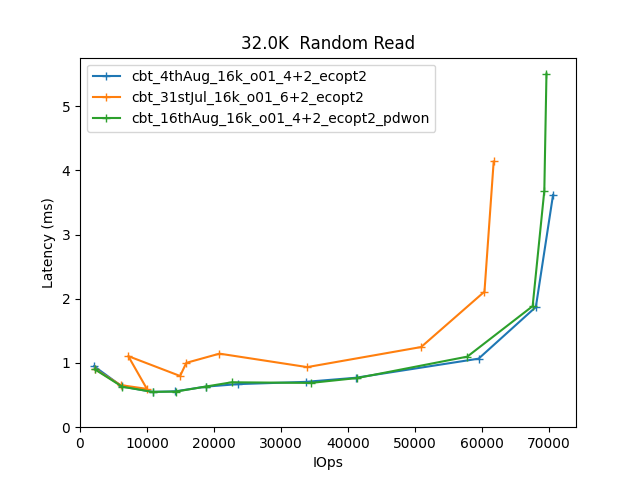 32.0K  Random Read
cbt_4thAug_16k_o01_4+2_ecopt2
cbt_31stJul_16k_o01_6+2_ecopt2
cbt_16thAug_16k_o01_4+2_ecopt2_pdwon
Latency (ms)
5
4
3
2
1
0
0 10000 20000 30000 40000 50000 60000 70000
IOps